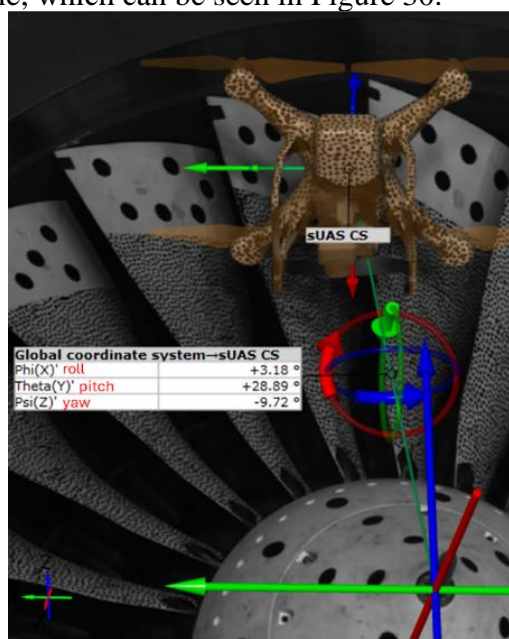 ne, which can be seen in Figure 30.
sUAS CS
Global coordinate system→sUAS CS
Phi(X)' roll +3.18 °
Theta(Y)' pitch +28.89 °
Psi(Z)' yaw -9.72 °
Z